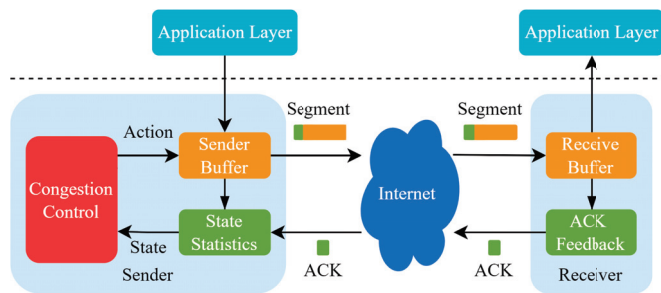 Application Layer
Application Layer
Segment
Segment
Action
Sender
Buffer
Receive
Buffer
Congestion
Control
Internet
State
Statistics
ACK
Feedback
State
Sender
ACK
ACK
Receiver